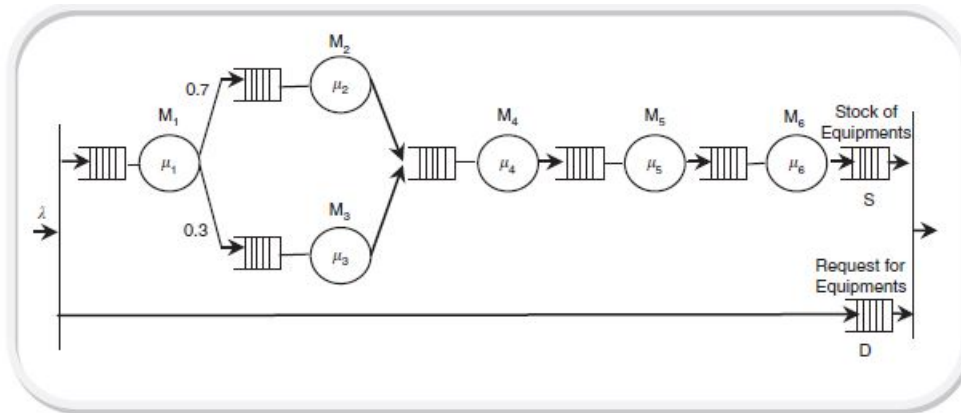 M2
0.7
μ2
M1
μ1
M4
μ4
M5
μ5
M6
μ6
Stock of
Equipments
S
λ
0.3
M3
μ3
Request for
Equipments
D